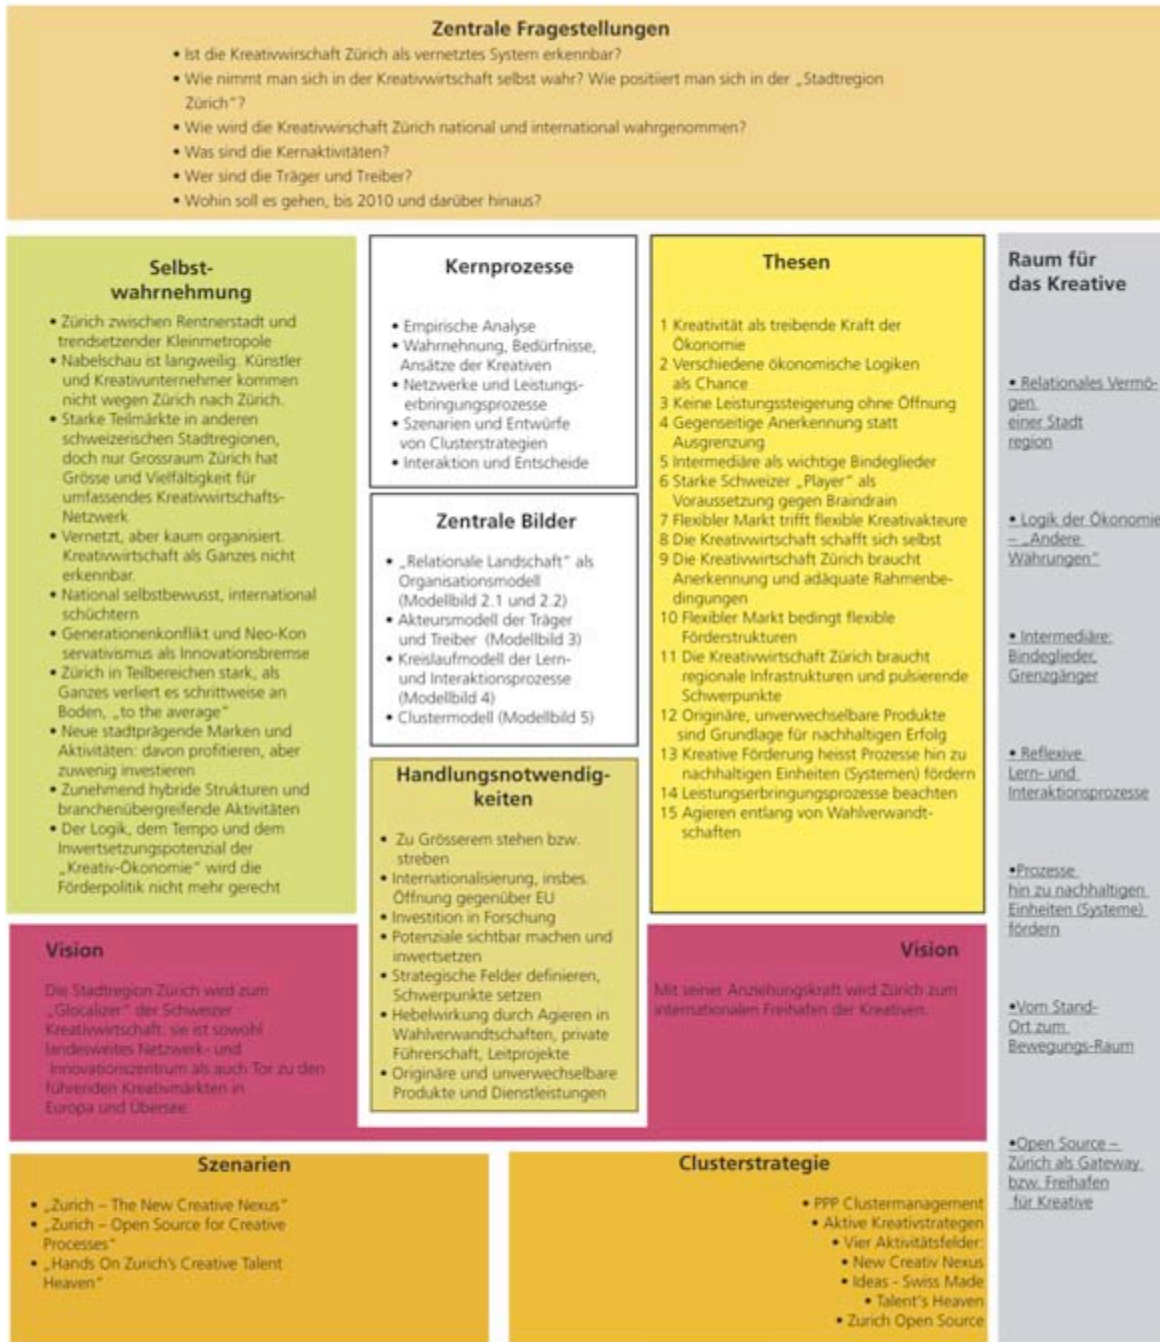 Zentrale Fragestellungen
• Ist die Kreativwirschaft Zürich als vernetztes System erkennbar?
• Wie nimmt man sich in der Kreativwirtschaft selbst wahr? Wie positiiert man sich in der „Stadtregion
Zürich“?
• Wie wird die Kreativwirschaft Zürich national und international wahrgenommen?
• Was sind die Kernaktivitäten?
• Wer sind die Träger und Treiber?
• Wohin soll es gehen, bis 2010 und darüber hinaus?
Selbst-
wahrnehmung
• Zürich zwischen Rentnerstadt und
trendsetzender Kleinmetropole
• Nabelschau ist langweilig. Künstler
und Kreativunternehmer kommen
nicht wegen Zürich nach Zürich.
• Starke Teilmärkte in anderen
schweizerischen Stadtregionen,
doch nur Grossraum Zürich hat
Grösse und Vielfältigkeit für
umfassendes Kreativwirtschafts-
Netzwerk
• Vernetzt, aber kaum organisiert.
Kreativwirtschaft als Ganzes nicht
erkennbar.
• National selbstbewusst, international
schüchtern
• Generationenkonflikt und Neo-Kon
servativismus als Innovationsbremse
• Zürich in Teilbereichen stark, als
Ganzes verliert es schrittweise an
Boden, „to the average“
• Neue stadtprägende Marken und
Aktivitäten: davon profitieren, aber
zuwenig investieren
• Zunehmend hybride Strukturen und
branchenübergreifende Aktivitäten
• Der Logik, dem Tempo und dem
Inwertsetzungspotenzial der
„Kreativ-Ökonomie“ wird die
Förderpolitik nicht mehr gerecht
Kernprozesse
• Empirische Analyse
• Wahrnehnung, Bedürfnisse,
Ansätze der Kreativen
• Netzwerke und Leistungs-
erbringungsprozesse
• Szenarien und Entwürfe
von Clusterstrategien
• Interaktion und Entscheide
Zentrale Bilder
• „Relationale Landschaft“ als
Organisationsmodell
(Modellbild 2.1 und 2.2)
• Akteursmodell der Träger
und Treiber (Modellbild 3)
• Kreislaufmodell der Lern-
und Interaktionsprozesse
(Modellbild 4)
• Clustermodell (Modellbild 5)
Handlungsnotwendig-
keiten
• Zu Grösserem stehen bzw.
streben
• Internationalisierung, insbes.
Öffnung gegenüber EU
• Investition in Forschung
• Potenziale sichtbar machen und
inwertsetzen
• Strategische Felder definieren,
Schwerpunkte setzen
• Hebelwirkung durch Agieren in
Wahlverwandtschaften, private
Führerschaft, Leitprojekte
• Originäre und unverwechselbare
Produkte und Dienstleistungen
Thesen
1 Kreativität als treibende Kraft der
Ökonomie
2 Verschiedene ökonomische Logiken
als Chance
3 Keine Leistungssteigerung ohne Öffnung
4 Gegenseitige Anerkennung statt
Ausgrenzung
5 Intermediäre als wichtige Bindeglieder
6 Starke Schweizer „Player“ als
Voraussetzung gegen Braindrain
7 Flexibler Markt trifft flexible Kreativakteure
8 Die Kreativwirtschaft schafft sich selbst
9 Die Kreativwirtschaft Zürich braucht
Anerkennung und adäquate Rahmenbe-
dingungen
10 Flexibler Markt bedingt flexible
Förderstrukturen
11 Die Kreativwirtschaft Zürich braucht
regionale Infrastrukturen und pulsierende
Schwerpunkte
12 Originäre, unverwechselbare Produkte
sind Grundlage für nachhaltigen Erfolg
13 Kreative Förderung heisst Prozesse hin zu
nachhaltigen Einheiten (Systemen) fördern
14 Leistungserbringungsprozesse beachten
15 Agieren entlang von Wahlverwandt-
schaften
Raum für
das Kreative
• Relationales Vermö-
gen
einer Stadt
region
• Logik der Ökonomie
– „Andere
Währungen“
• Intermediäre:
Bindeglieder,
Grenzgänger
• Reflexive
Lern- und
Interaktionsprozesse
•Prozesse
hin zu nachhaltigen
Einheiten (Systeme)
fördern
•Vom Stand-
Ort zum
Bewegungs-Raum
•Open Source –
Zürich als Gateway
bzw. Freihafen
für Kreative
Vision
Die Stadtregion Zürich wird zum
„Glocalizer“ der Schweizer
Kreativwirtschaft: sie ist sowohl
landesweites Netzwerk- und
Innovationszentrum als auch Tor zu den
führenden Kreativmärkten in
Europa und Übersee.
Vision
Mit seiner Anziehungskraft wird Zürich zum
internationalen Freihafen der Kreativen.
Szenarien
• „Zurich – The New Creative Nexus“
• „Zurich – Open Source for Creative
Processes“
• „Hands On Zurich's Creative Talent
Heaven“
Clusterstrategie
• PPP Clustermanagement
• Aktive Kreativstrategen
• Vier Aktivitätsfelder:
• New Creativ Nexus
• Ideas - Swiss Made
• Talent's Heaven
• Zurich Open Source